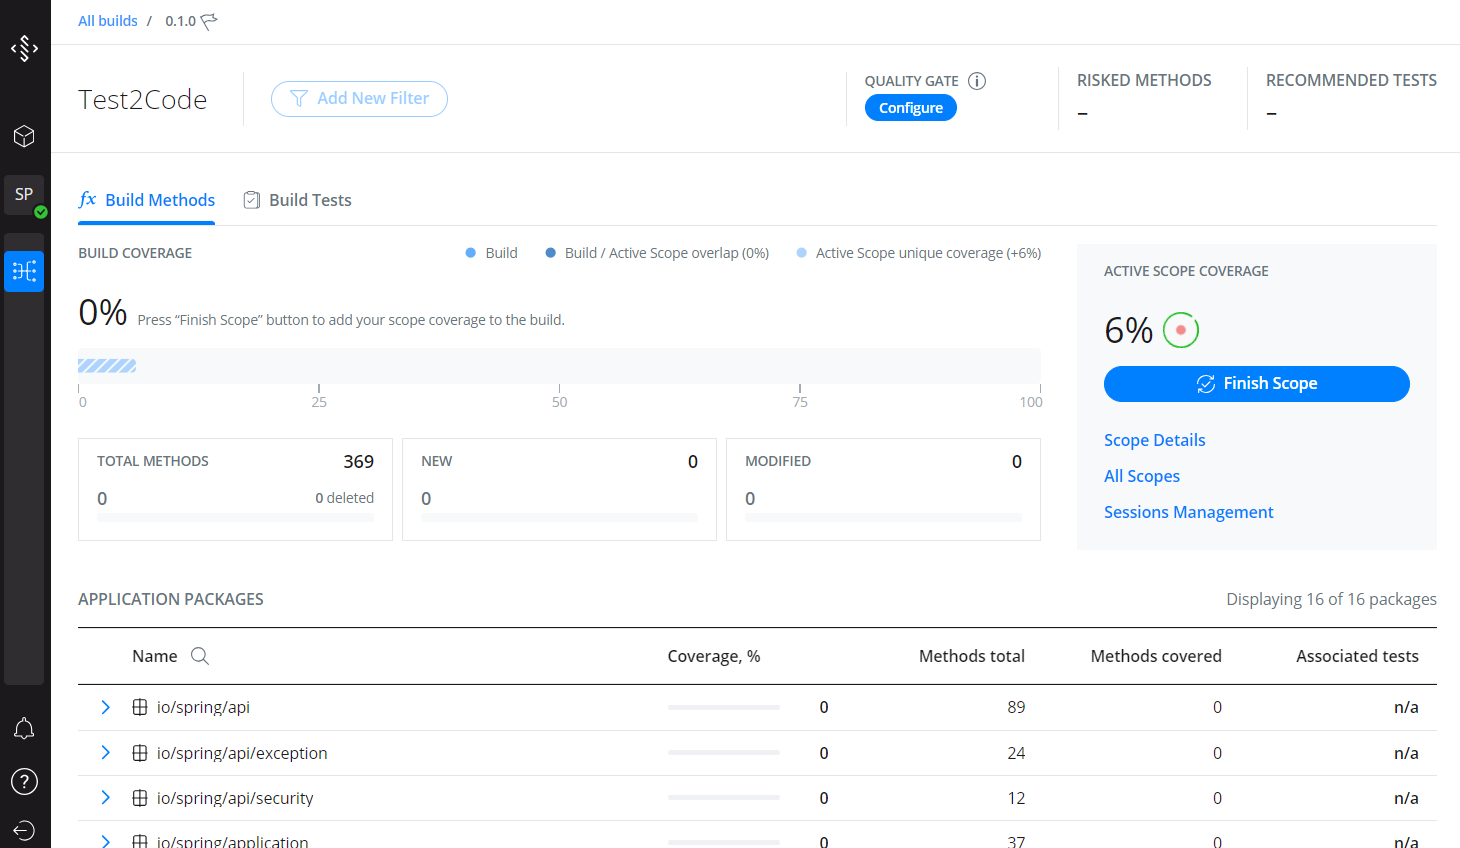 All builds / 0.1.0
Test2Code
Add New Filter
QUALITY GATE
Configure
RISKED METHODS
–
RECOMMENDED TESTS
–
SP
fx Build Methods
Build Tests
BUILD COVERAGE
Build
Build / Active Scope overlap (0%)
Active Scope unique coverage (+6%)
0% Press “Finish Scope” button to add your scope coverage to the build.
0 25 50 75 100
TOTAL METHODS 369
0 0 deleted
NEW 0
0
MODIFIED 0
0
ACTIVE SCOPE COVERAGE
6%
Finish Scope
Scope Details
All Scopes
Sessions Management
APPLICATION PACKAGES Displaying 16 of 16 packages
Name Coverage, % Methods total Methods covered Associated tests
io/spring/api 0 89 0 n/a
io/spring/api/exception 0 24 0 n/a
io/spring/api/security 0 12 0 n/a
io/spring/application 0 37 0 n/a
?